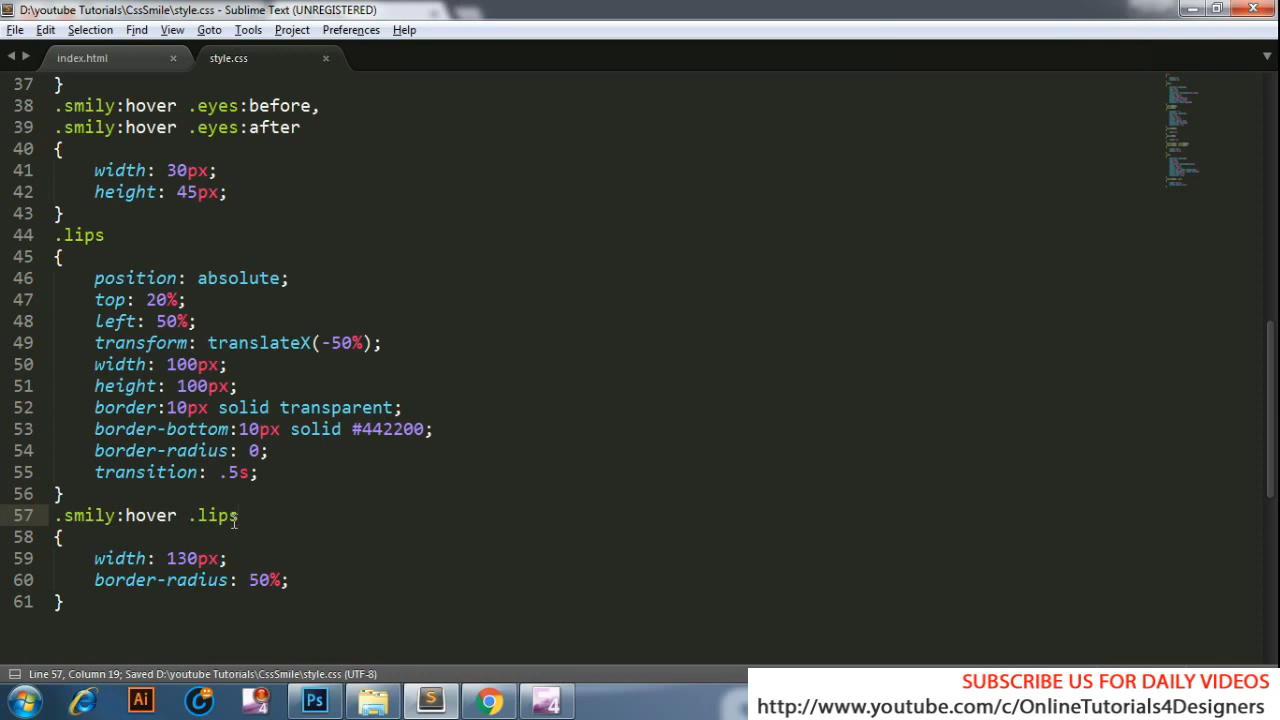 D:\youtube Tutorials\CssSmile\style.css - Sublime Text (UNREGISTERED)
File Edit Selection Find View Goto Tools Project Preferences Help
index.html × style.css ×
37 }
38 .smily:hover .eyes:before,
39 .smily:hover .eyes:after
40 {
41 width: 30px;
42 height: 45px;
43 }
44 .lips
45 {
46 position: absolute;
47 top: 20%;
48 left: 50%;
49 transform: translateX(-50%);
50 width: 100px;
51 height: 100px;
52 border:10px solid transparent;
53 border-bottom:10px solid #442200;
54 border-radius: 0;
55 transition: .5s;
56 }
57 .smily:hover .lips
58 {
59 width: 130px;
60 border-radius: 50%;
61 }
Line 57, Column 19; Saved D:\youtube Tutorials\CssSmile\style.css (UTF-8)
SUBSCRIBE US FOR DAILY VIDEOS
Ai 4 Ps S 4
http://www.youtube.com/c/OnlineTutorials4Designers